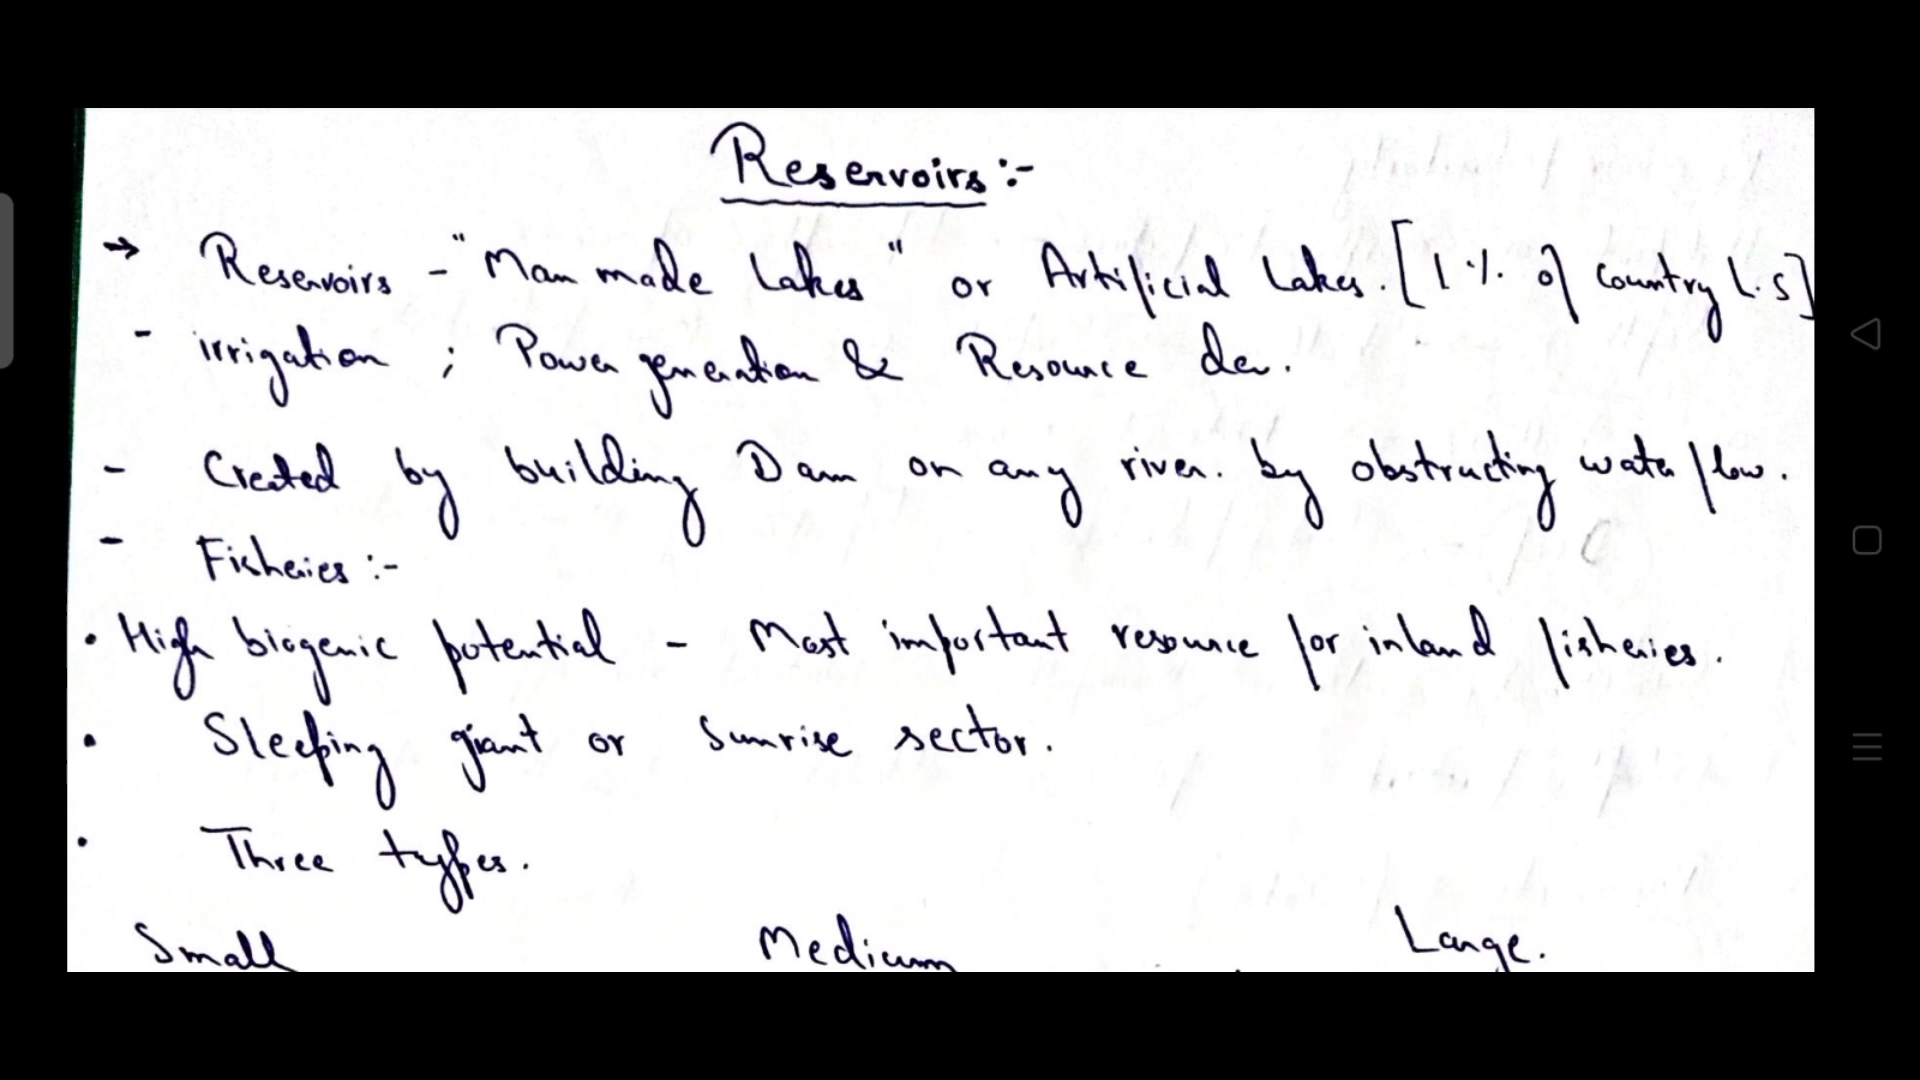 Reservoirs :-
→ Reservoirs - "Man made Lakes" or Artificial Lakes. [1 % of Country L.S]
- irrigation ; Power generation & Resource dev.
- Created by building Dam on any river. by obstructing water flow.
- Fisheries :-
• High biogenic potential - Most important resource for inland fisheries.
• Sleeping giant or Sunrise sector.
• Three types.
Small Medium Large.